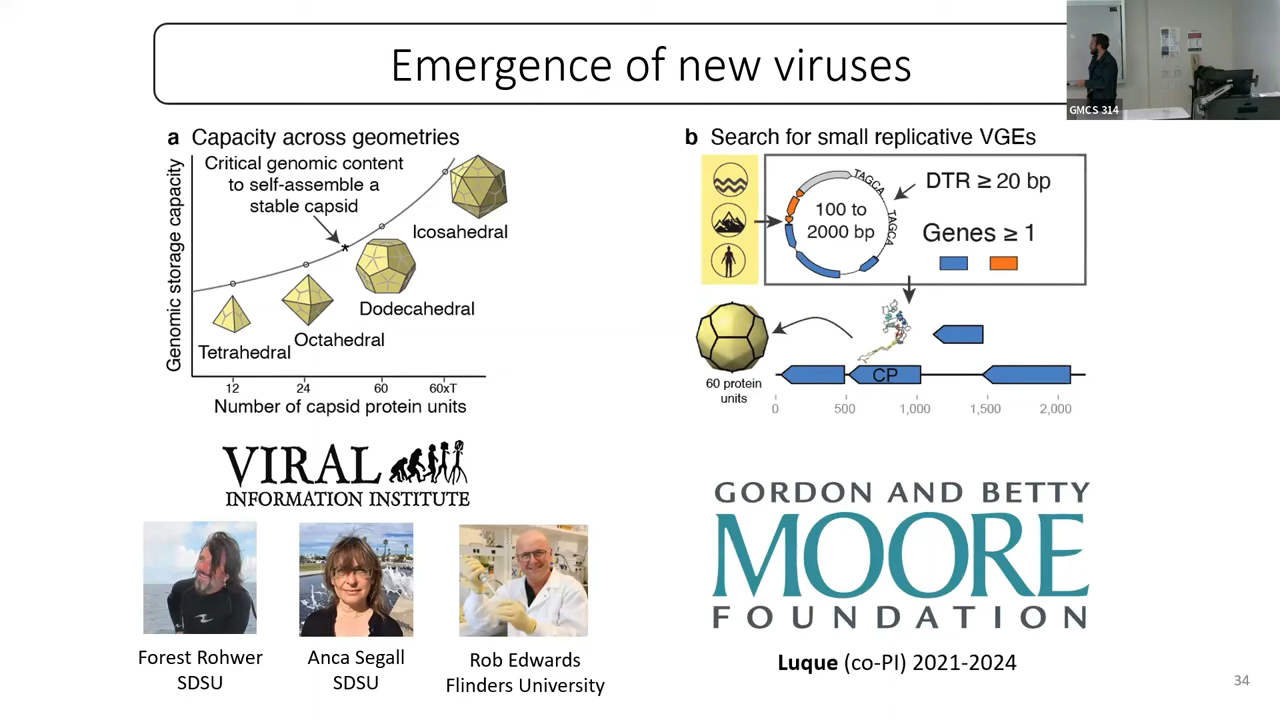 Emergence of new viruses
GMCS 314
a Capacity across geometries
Genomic storage capacity
Critical genomic content
to self-assemble a
stable capsid
*
Icosahedral
Dodecahedral
Octahedral
Tetrahedral
12 24 60 60xT
Number of capsid protein units
b Search for small replicative VGEs
TAGCA
TAGCA
100 to
2000 bp
DTR ≥ 20 bp
Genes ≥ 1
60 protein
units
CP
0 500 1,000 1,500 2,000
VIRAL
INFORMATION INSTITUTE
Forest Rohwer
SDSU
Anca Segall
SDSU
Rob Edwards
Flinders University
GORDON AND BETTY
MOORE
FOUNDATION
Luque (co-PI) 2021-2024
34